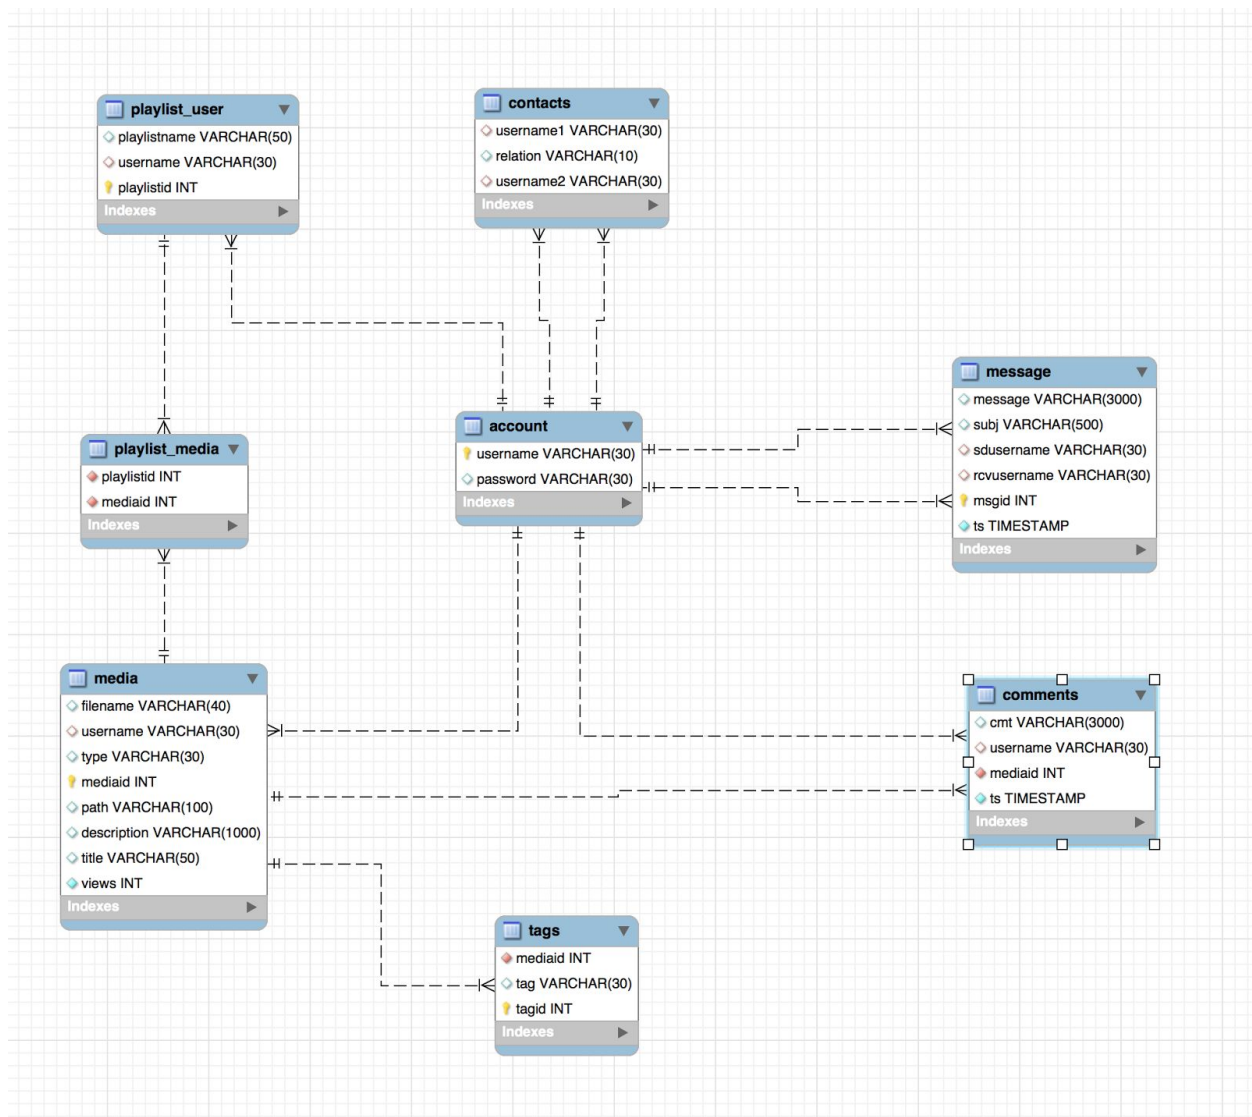 playlist_user
playlistname VARCHAR(50)
username VARCHAR(30)
playlistid INT
Indexes
contacts
username1 VARCHAR(30)
relation VARCHAR(10)
username2 VARCHAR(30)
Indexes
message
message VARCHAR(3000)
subj VARCHAR(500)
sdusername VARCHAR(30)
rcvusername VARCHAR(30)
msgid INT
ts TIMESTAMP
Indexes
account
username VARCHAR(30)
password VARCHAR(30)
Indexes
playlist_media
playlistid INT
mediaid INT
Indexes
media
filename VARCHAR(40)
username VARCHAR(30)
type VARCHAR(30)
mediaid INT
path VARCHAR(100)
description VARCHAR(1000)
title VARCHAR(50)
views INT
Indexes
comments
cmt VARCHAR(3000)
username VARCHAR(30)
mediaid INT
ts TIMESTAMP
Indexes
tags
mediaid INT
tag VARCHAR(30)
tagid INT
Indexes